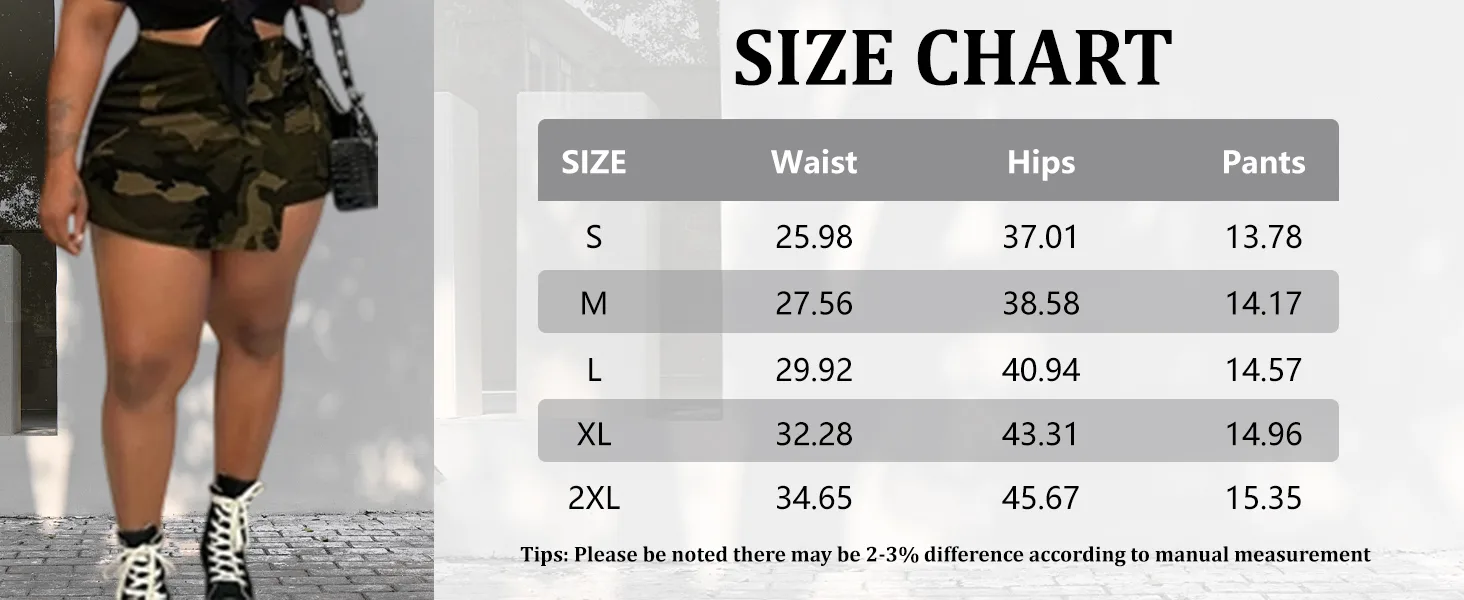 SIZE CHART
SIZE Waist Hips Pants
S 25.98 37.01 13.78
M 27.56 38.58 14.17
L 29.92 40.94 14.57
XL 32.28 43.31 14.96
2XL 34.65 45.67 15.35
Tips: Please be noted there may be 2-3% difference according to manual measurement